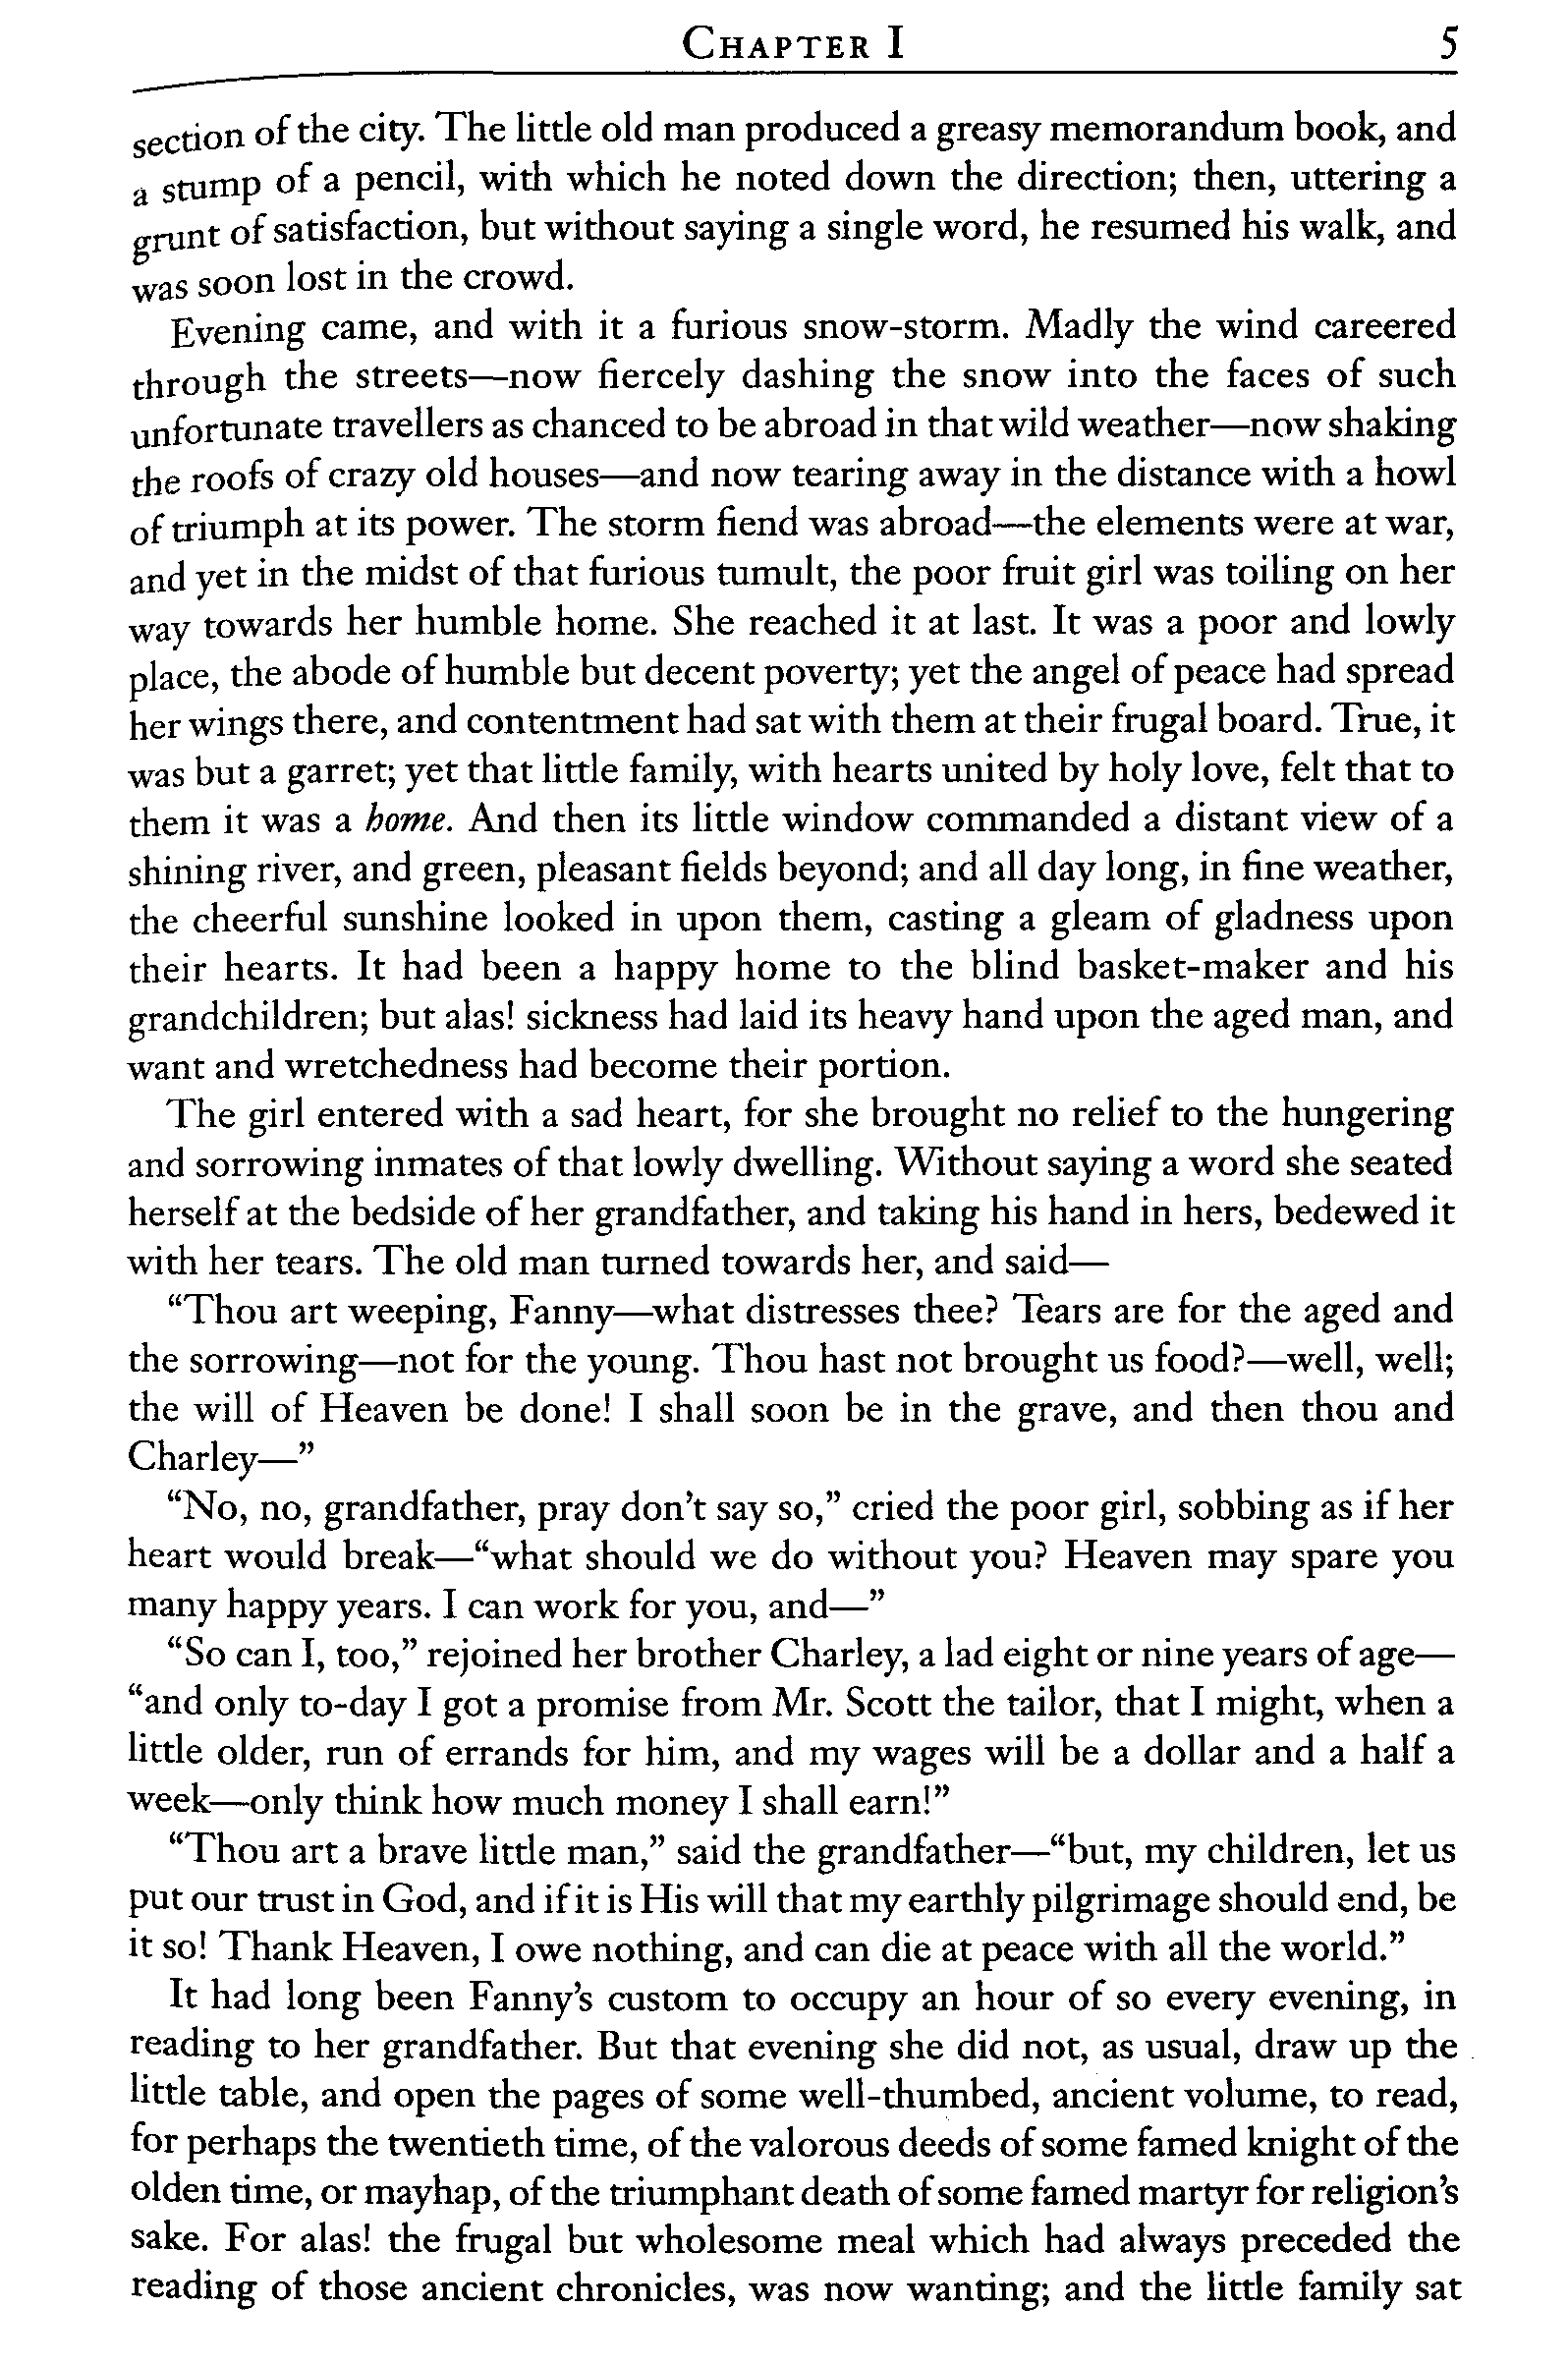 CHAPTER I 5
section of the city. The little old man produced a greasy memorandum book, and
a stump of a pencil, with which he noted down the direction; then, uttering a
grunt of satisfaction, but without saying a single word, he resumed his walk, and
was soon lost in the crowd.
Evening came, and with it a furious snow-storm. Madly the wind careered
through the streets—now fiercely dashing the snow into the faces of such
unfortunate travellers as chanced to be abroad in that wild weather—now shaking
the roofs of crazy old houses—and now tearing away in the distance with a howl
of triumph at its power. The storm fiend was abroad—the elements were at war,
and yet in the midst of that furious tumult, the poor fruit girl was toiling on her
way towards her humble home. She reached it at last. It was a poor and lowly
place, the abode of humble but decent poverty; yet the angel of peace had spread
her wings there, and contentment had sat with them at their frugal board. True, it
was but a garret; yet that little family, with hearts united by holy love, felt that to
them it was a home. And then its little window commanded a distant view of a
shining river, and green, pleasant fields beyond; and all day long, in fine weather,
the cheerful sunshine looked in upon them, casting a gleam of gladness upon
their hearts. It had been a happy home to the blind basket-maker and his
grandchildren; but alas! sickness had laid its heavy hand upon the aged man, and
want and wretchedness had become their portion.
The girl entered with a sad heart, for she brought no relief to the hungering
and sorrowing inmates of that lowly dwelling. Without saying a word she seated
herself at the bedside of her grandfather, and taking his hand in hers, bedewed it
with her tears. The old man turned towards her, and said—
“Thou art weeping, Fanny—what distresses thee? Tears are for the aged and
the sorrowing—not for the young. Thou hast not brought us food?—well, well;
the will of Heaven be done! I shall soon be in the grave, and then thou and
Charley—”
“No, no, grandfather, pray don’t say so,” cried the poor girl, sobbing as if her
heart would break—“what should we do without you? Heaven may spare you
many happy years. I can work for you, and—”
“So can I, too,” rejoined her brother Charley, a lad eight or nine years of age—
“and only to-day I got a promise from Mr. Scott the tailor, that I might, when a
little older, run of errands for him, and my wages will be a dollar and a half a
week—only think how much money I shall earn!”
“Thou art a brave little man,” said the grandfather—“but, my children, let us
put our trust in God, and if it is His will that my earthly pilgrimage should end, be
it so! Thank Heaven, I owe nothing, and can die at peace with all the world.”
It had long been Fanny’s custom to occupy an hour of so every evening, in
reading to her grandfather. But that evening she did not, as usual, draw up the
little table, and open the pages of some well-thumbed, ancient volume, to read,
for perhaps the twentieth time, of the valorous deeds of some famed knight of the
olden time, or mayhap, of the triumphant death of some famed martyr for religion’s
sake. For alas! the frugal but wholesome meal which had always preceded the
reading of those ancient chronicles, was now wanting; and the little family sat